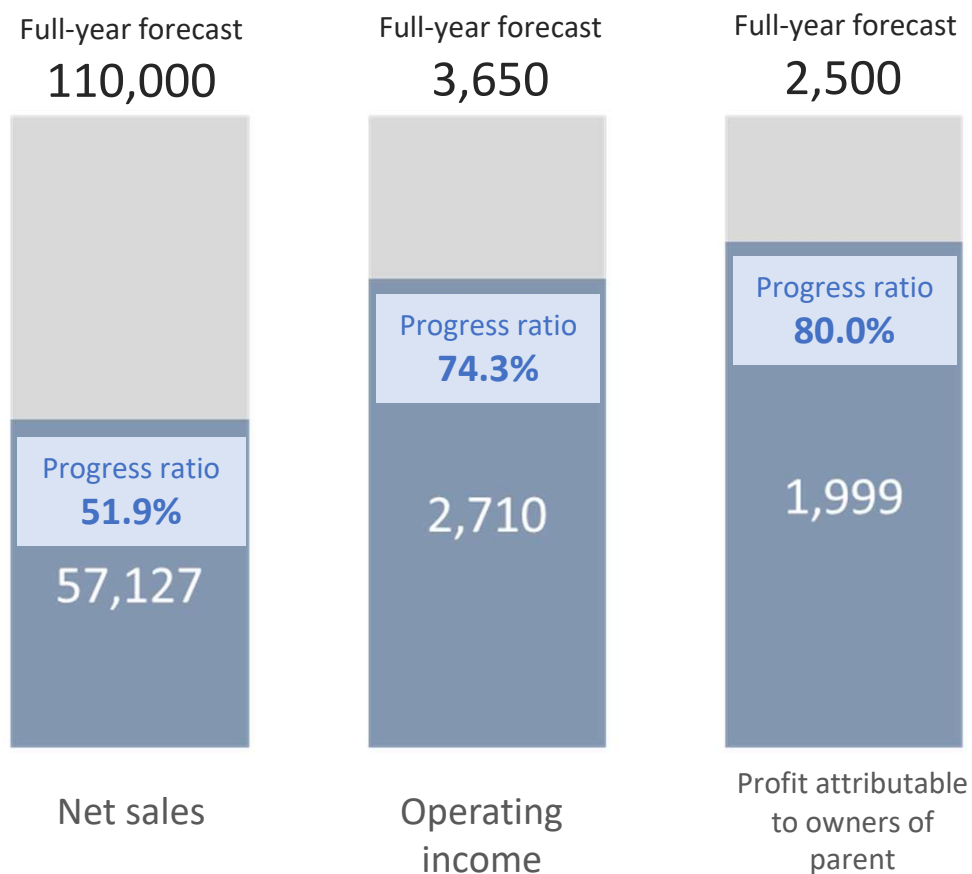 Full-year forecast
110,000
Progress ratio
51.9%
57,127
Net sales
Full-year forecast
3,650
Progress ratio
74.3%
2,710
Operating
income
Full-year forecast
2,500
Progress ratio
80.0%
1,999
Profit attributable
to owners of
parent